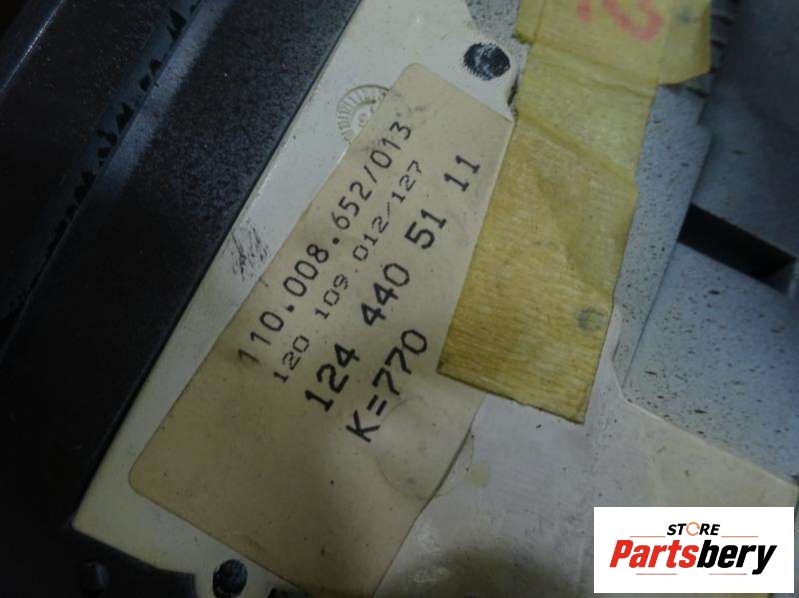 110.008.652/013
120 109.012/127
124 440 51 11
K=770
STORE
Partsbery